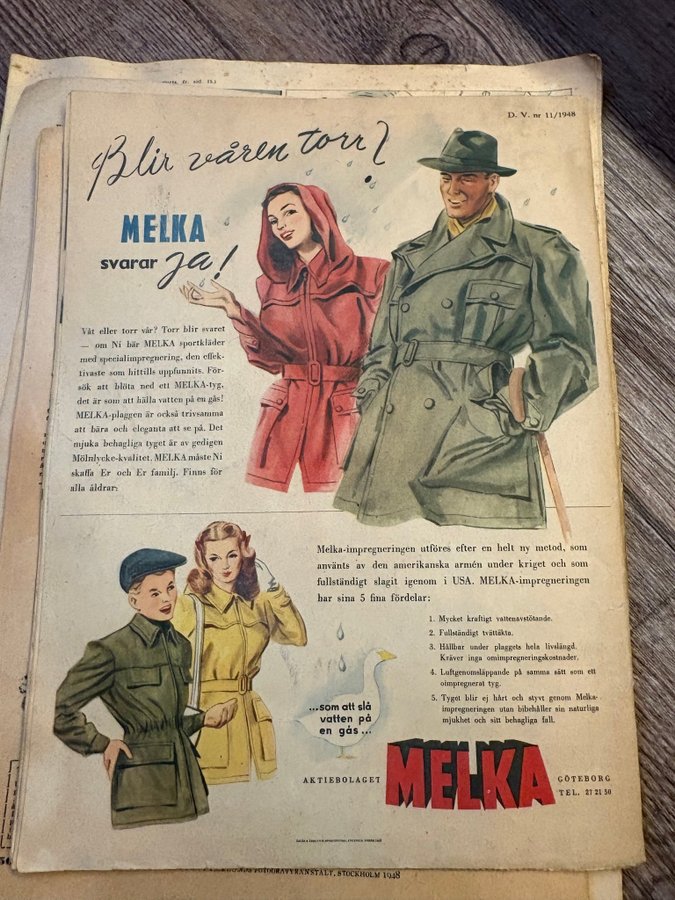 D. V. nr 11/1948
Blir våren torr?
MELKA
svarar ja!
Våt eller torr vår? Torr blir svaret
— om Ni bär MELKA sportkläder
med specialimpregnering, den effek-
tivaste som hittills uppfunnits. För-
sök att blöta ned ett MELKA-tyg,
det är som att hälla vatten på en gås!
MELKA-plaggen är också trivsamma
att bära och eleganta att se på. Det
mjuka behagliga tyget är av gedigen
Mölnlycke-kvalitet. MELKA måste Ni
skaffa Er och Er familj. Finns för
alla åldrar:
Melka-impregneringen utföres efter en helt ny metod, som
använts av den amerikanska armén under kriget och som
fullständigt slagit igenom i USA. MELKA-impregneringen
har sina 5 fina fördelar:
1. Mycket kraftigt vattenavstötande.
2. Fullständigt tvättäkta.
3. Hållbar under plaggets hela livslängd.
Kräver inga omimpregneringskostnader.
4. Luftgenomsläppande på samma sätt som ett
oimpregnerat tyg.
5. Tyget blir ej hårt och styvt genom Melka-
impregneringen utan bibehåller sin naturliga
mjukhet och sitt behagliga fall.
...som att slå
vatten på
en gås...
AKTIEBOLAGET MELKA GÖTEBORG
TEL. 27 21 50
STOCKHOLM 1948